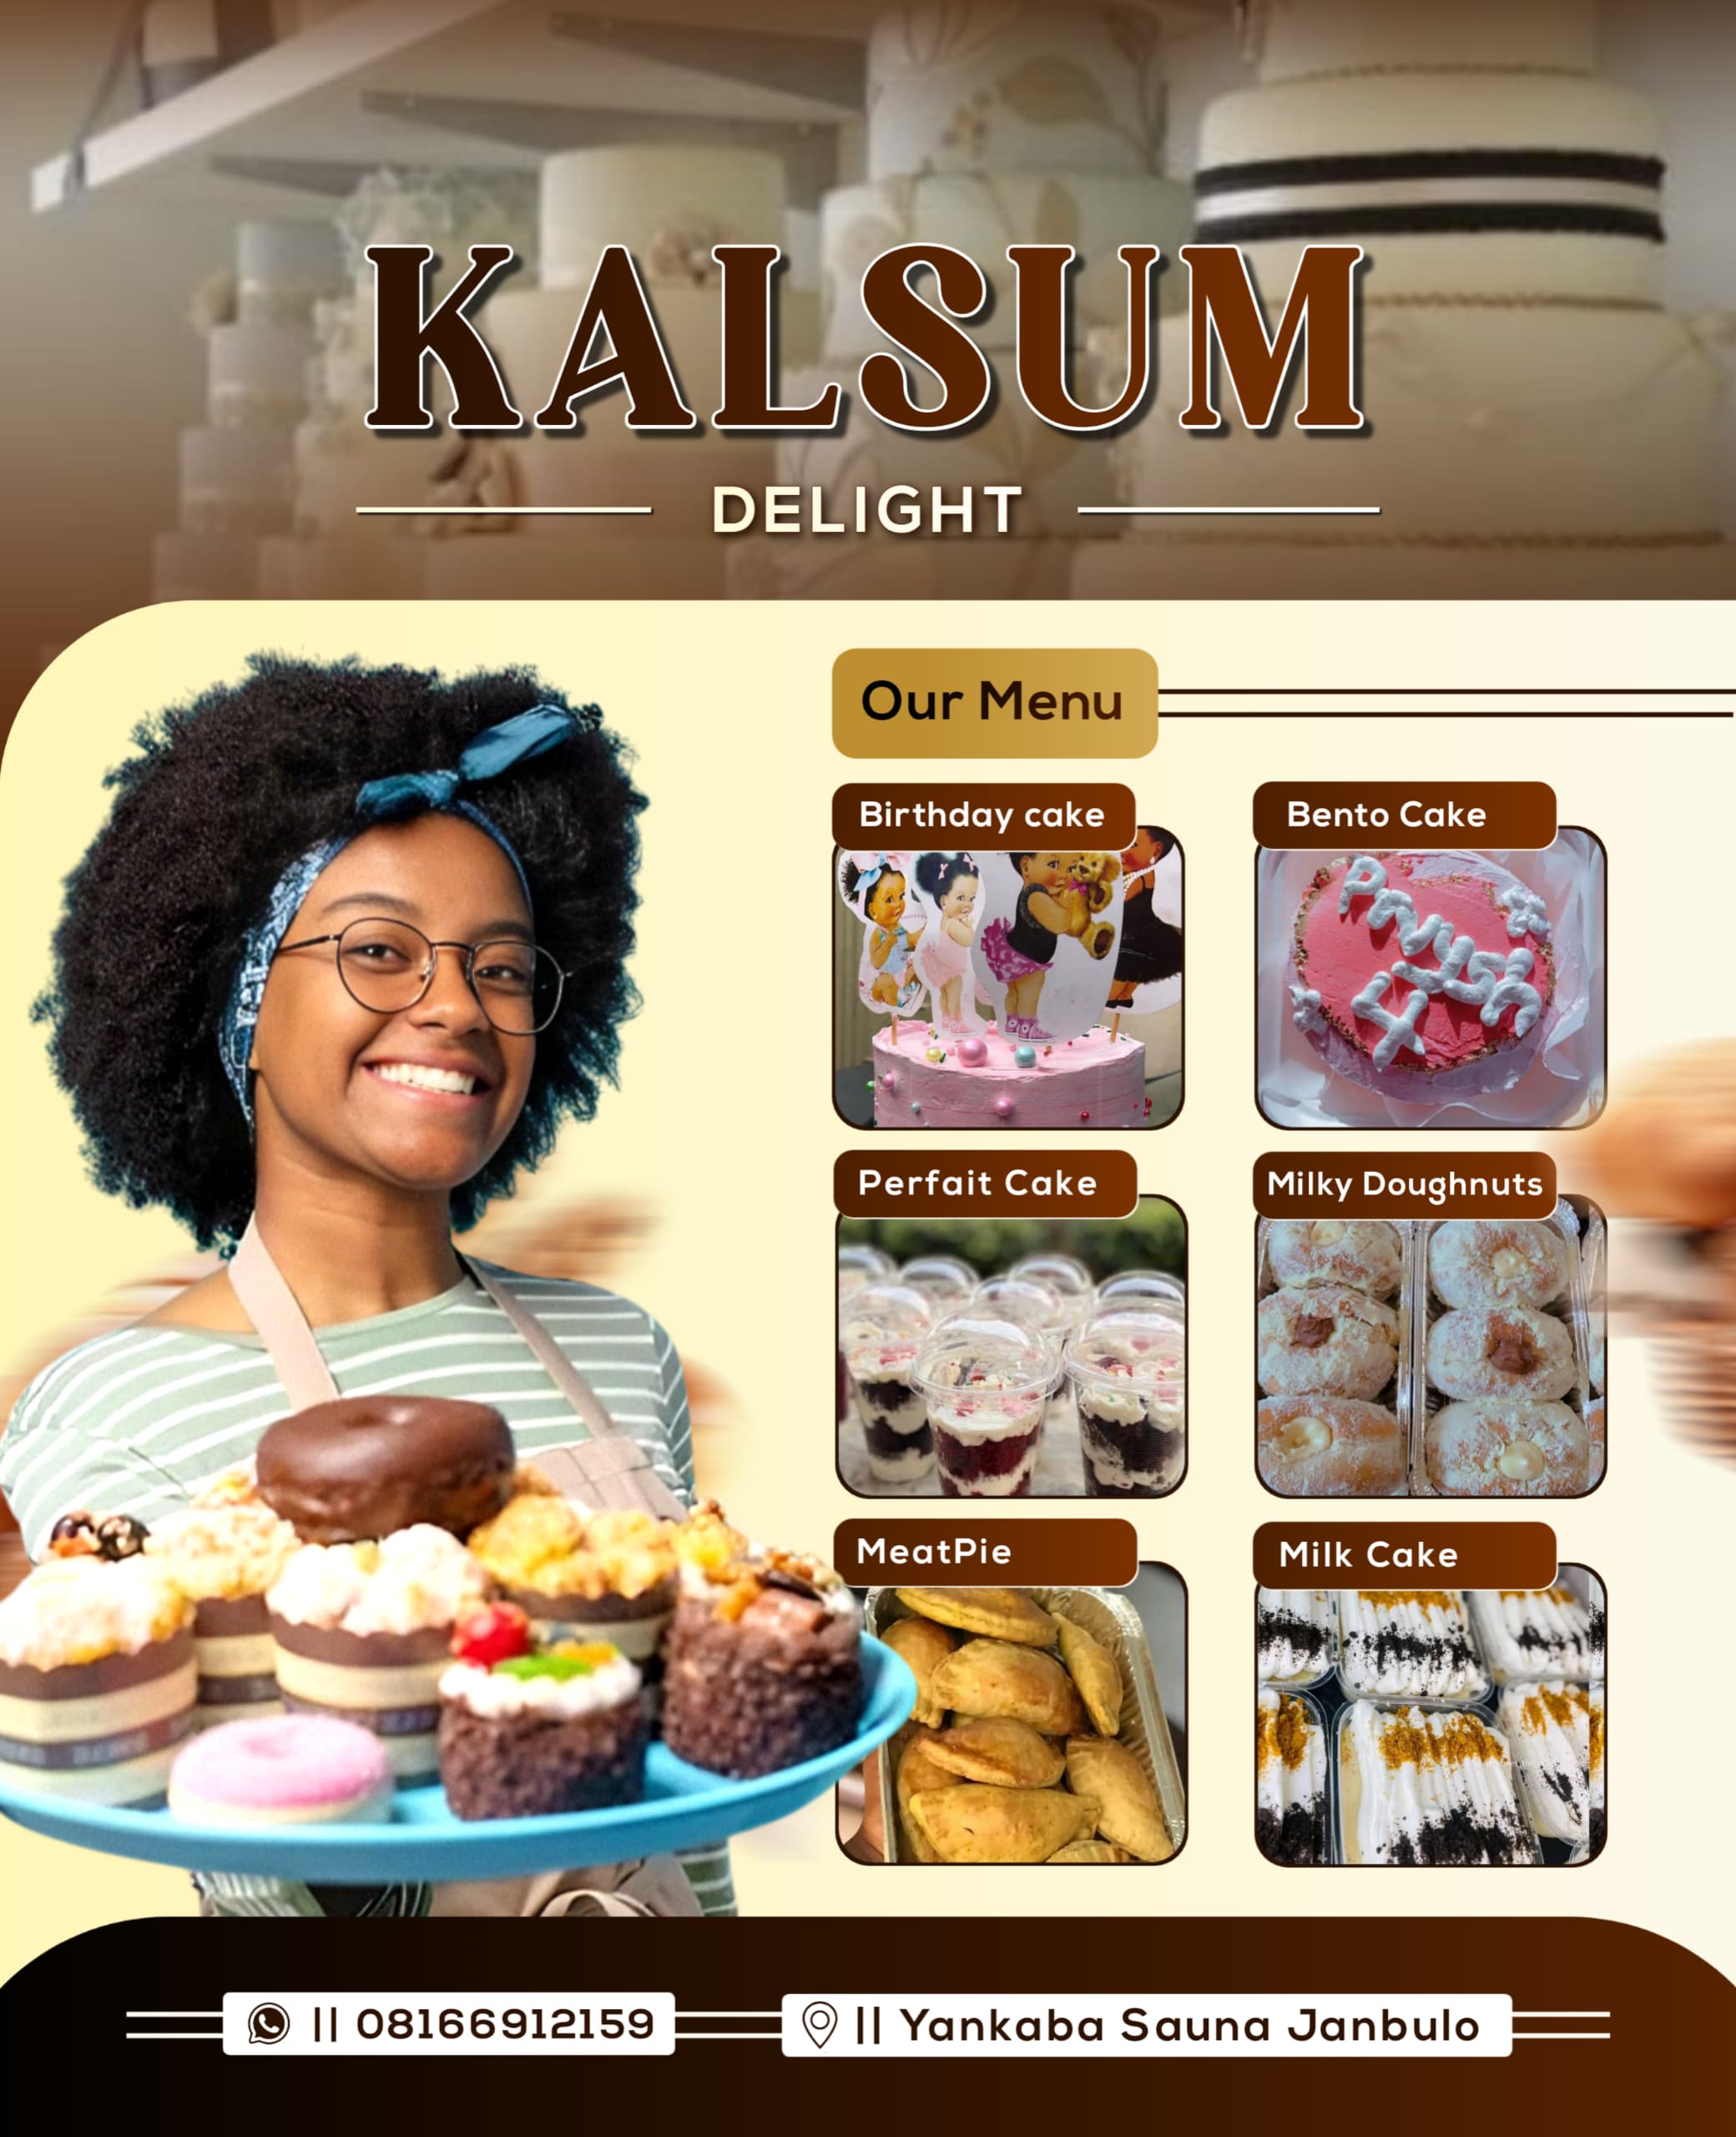 KALSUM
DELIGHT
Our Menu
Birthday cake
Bento Cake
Perfait Cake
Milky Doughnuts
MeatPie
Milk Cake
|| 08166912159
|| Yankaba Sauna Janbulo